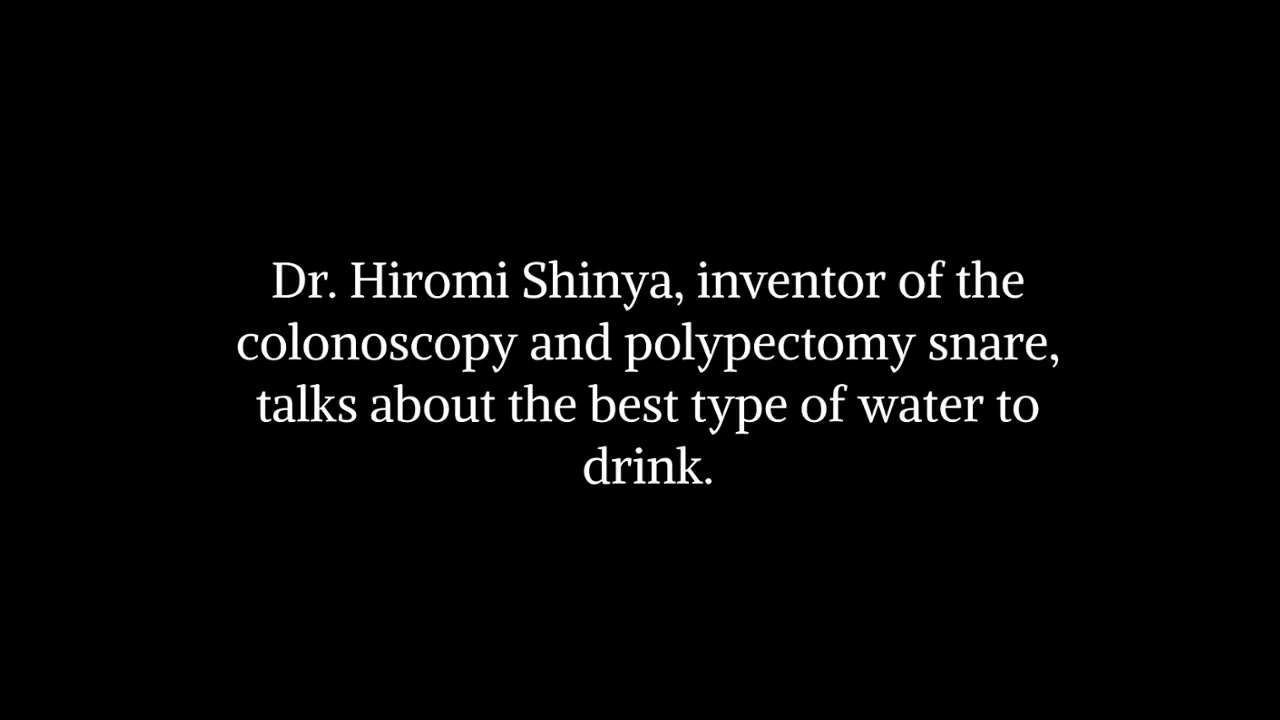 Dr. Hiromi Shinya, inventor of the
colonoscopy and polypectomy snare,
talks about the best type of water to
drink.